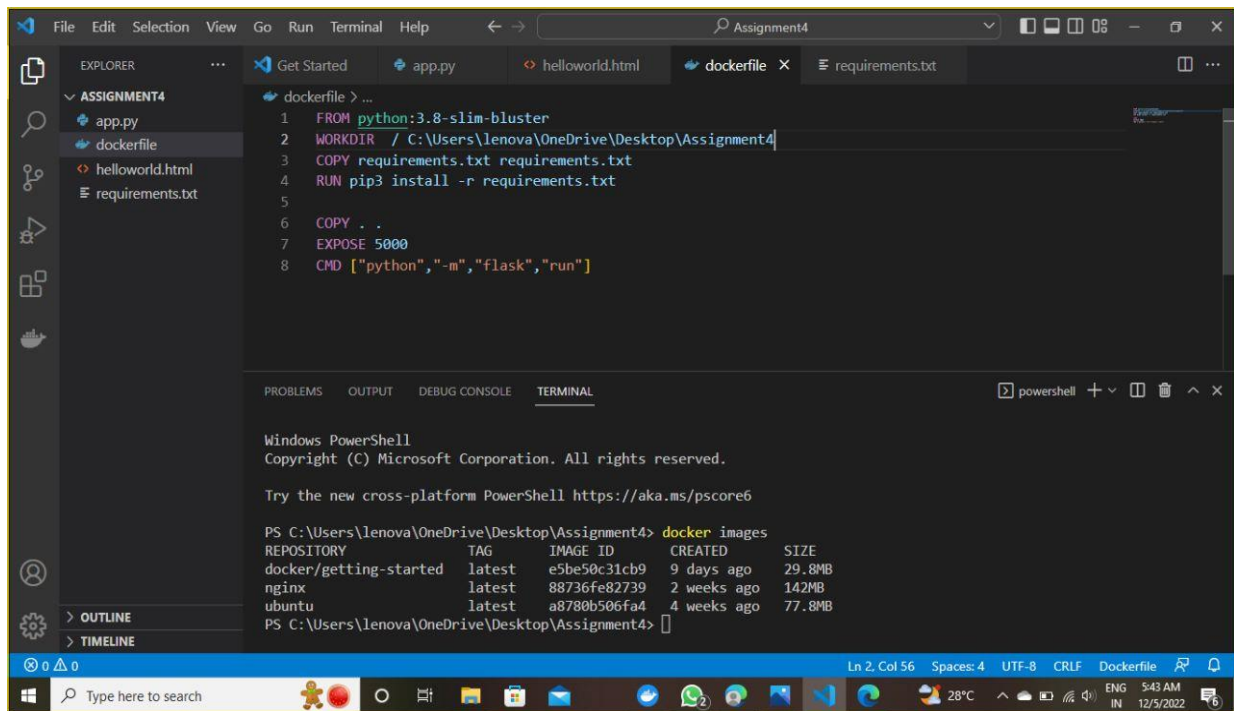 File Edit Selection View Go Run Terminal Help Assignment4
EXPLORER
Get Started app.py helloworld.html dockerfile requirements.txt
ASSIGNMENT4
app.py
dockerfile
helloworld.html
requirements.txt
dockerfile > ...
1 FROM python:3.8-slim-bluster
2 WORKDIR / C:\Users\lenova\OneDrive\Desktop\Assignment4
3 COPY requirements.txt requirements.txt
4 RUN pip3 install -r requirements.txt
5
6 COPY . .
7 EXPOSE 5000
8 CMD ["python","-m","flask","run"]
PROBLEMS OUTPUT DEBUG CONSOLE TERMINAL powershell
Windows PowerShell
Copyright (C) Microsoft Corporation. All rights reserved.
Try the new cross-platform PowerShell https://aka.ms/pscore6
PS C:\Users\lenova\OneDrive\Desktop\Assignment4> docker images
REPOSITORY TAG IMAGE ID CREATED SIZE
docker/getting-started latest e5be50c31cb9 9 days ago 29.8MB
nginx latest 88736fe82739 2 weeks ago 142MB
ubuntu latest a8780b506fa4 4 weeks ago 77.8MB
PS C:\Users\lenova\OneDrive\Desktop\Assignment4>
OUTLINE
TIMELINE
0 0 Ln 2, Col 56 Spaces: 4 UTF-8 CRLF Dockerfile
Type here to search 2 28°C ENG IN 5:43 AM 12/5/2022 6